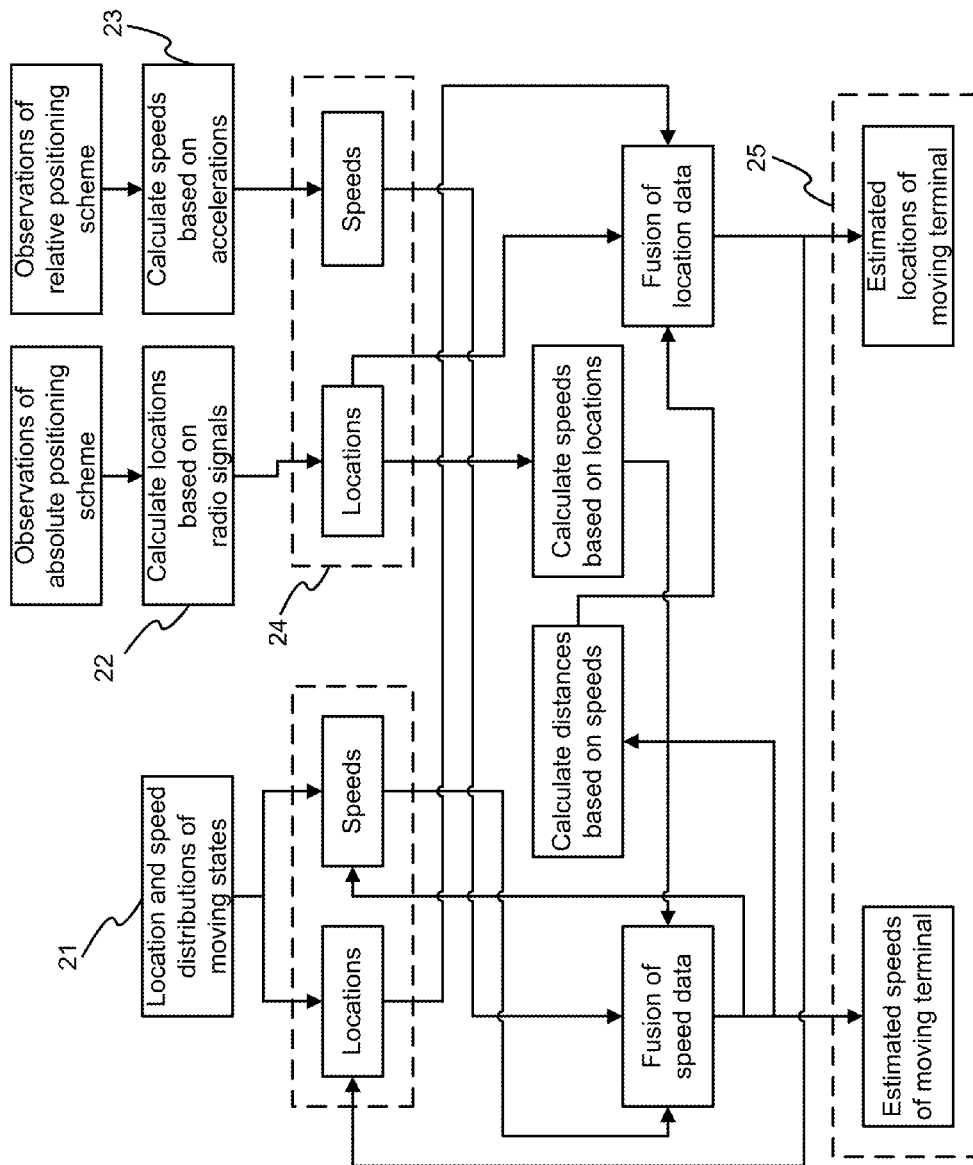 21
Location and speed
distributions of
moving states
Observations of
absolute positioning
scheme
Observations of
relative positioning
scheme
22
Calculate locations
based on
radio signals
23
Calculate speeds
based on
accelerations
Locations
Speeds
24
Locations
Speeds
Calculate distances
based on speeds
Calculate speeds
based on locations
Fusion of
speed data
Fusion of
location data
25
Estimated speeds
of moving terminal
Estimated
locations of
moving terminal